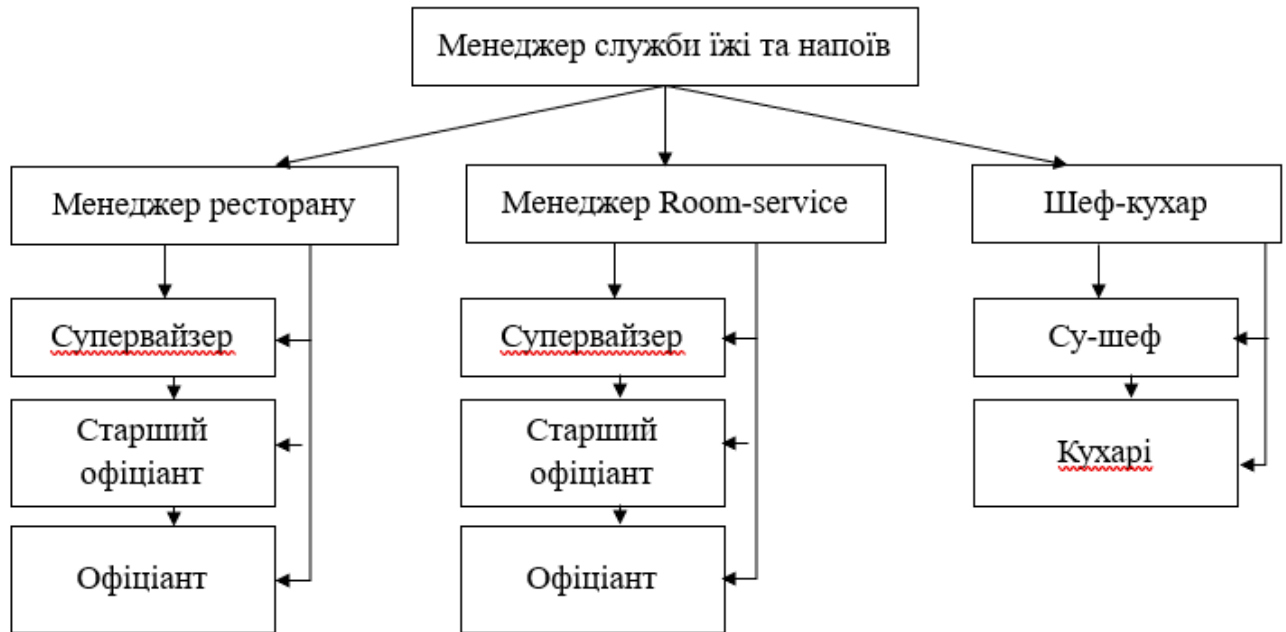 Менеджер служби їжі та напоїв
Менеджер ресторану
Менеджер Room-service
Шеф-кухар
Супервайзер
Супервайзер
Су-шеф
Старший
офіціант
Старший
офіціант
Кухарі
Офіціант
Офіціант